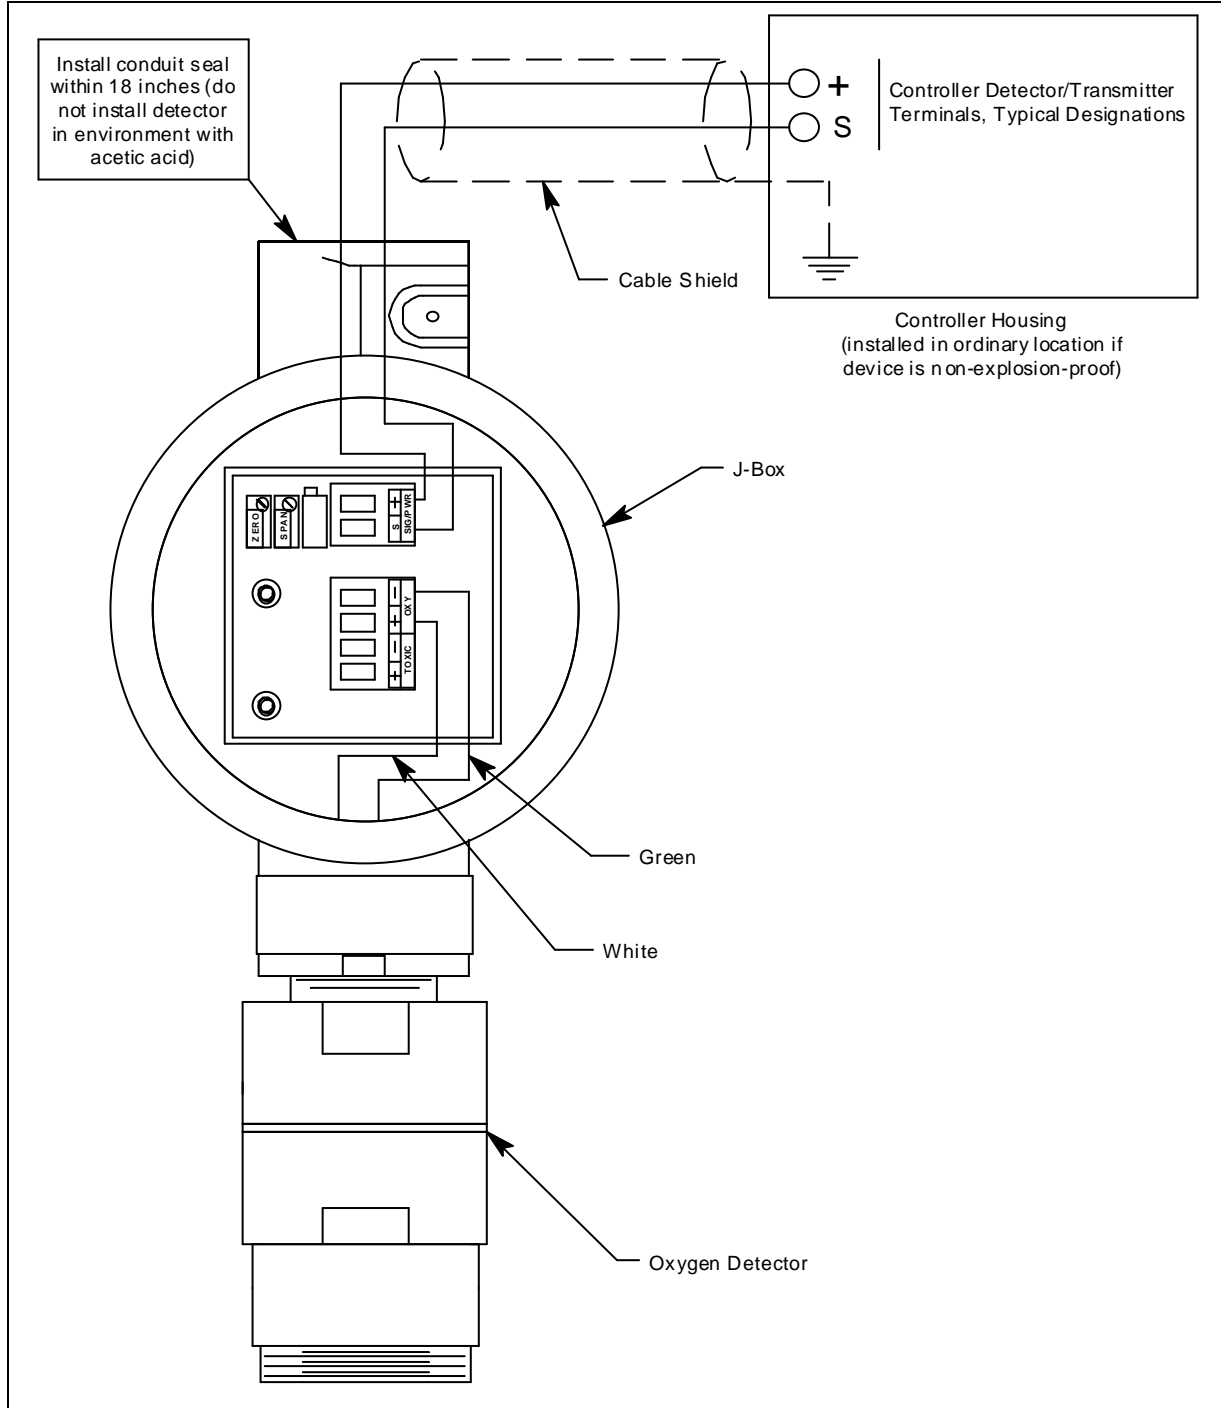 Install conduit seal
within 18 inches (do
not install detector
in environment with
acetic acid)
+
S
Controller Detector/Transmitter
Terminals, Typical Designations
Cable Shield
Controller Housing
(installed in ordinary location if
device is non-explosion-proof)
J-Box
ZERO
SPAN
+
S
SIG/PWR
-
+
OXY
-
+
TOXIC
Green
White
Oxygen Detector